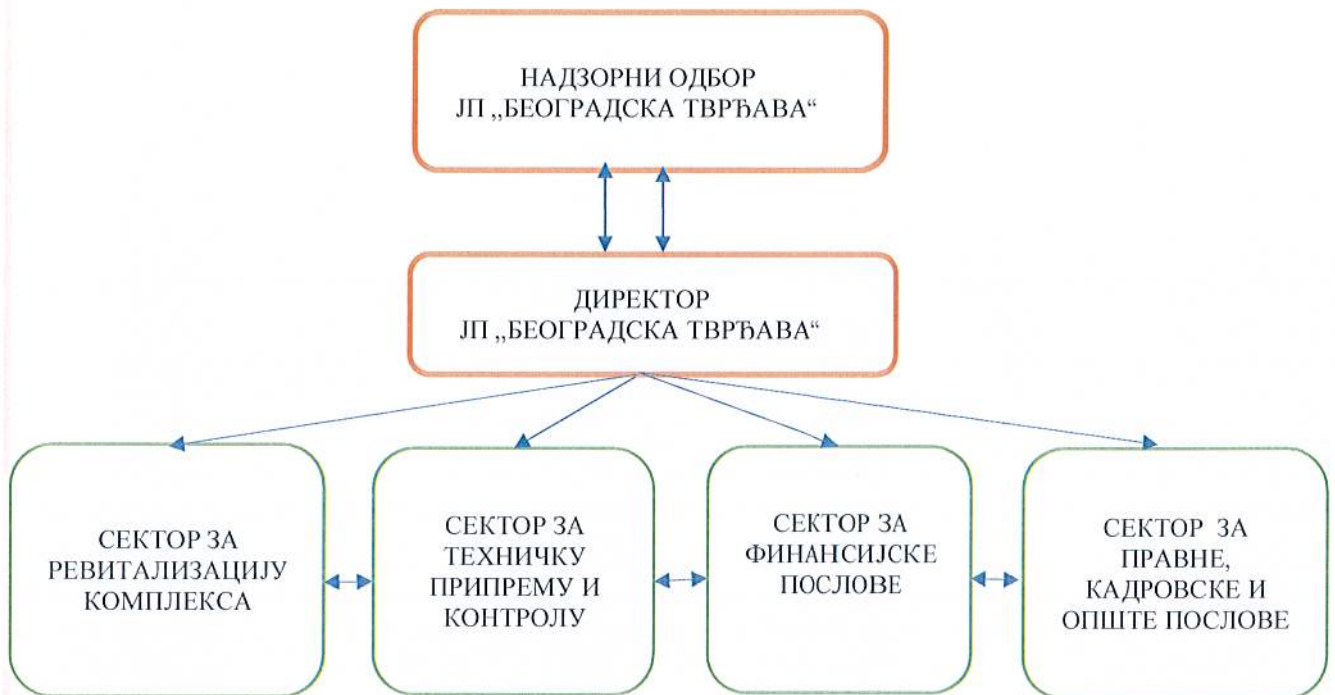 НАДЗОРНИ ОДБОР
ЈП „БЕОГРАДСКА ТВРЂАВА“
ДИРЕКТОР
ЈП „БЕОГРАДСКА ТВРЂАВА“
СЕКТОР ЗА
РЕВИТАЛИЗАЦИЈУ
КОМПЛЕКСА
СЕКТОР ЗА
ТЕХНИЧКУ
ПРИПРЕМУ И
КОНТРОЛУ
СЕКТОР ЗА
ФИНАНСИЈСКЕ
ПОСЛОВЕ
СЕКТОР ЗА
ПРАВНЕ,
КАДРОВСКЕ И
ОПШТЕ ПОСЛОВЕ